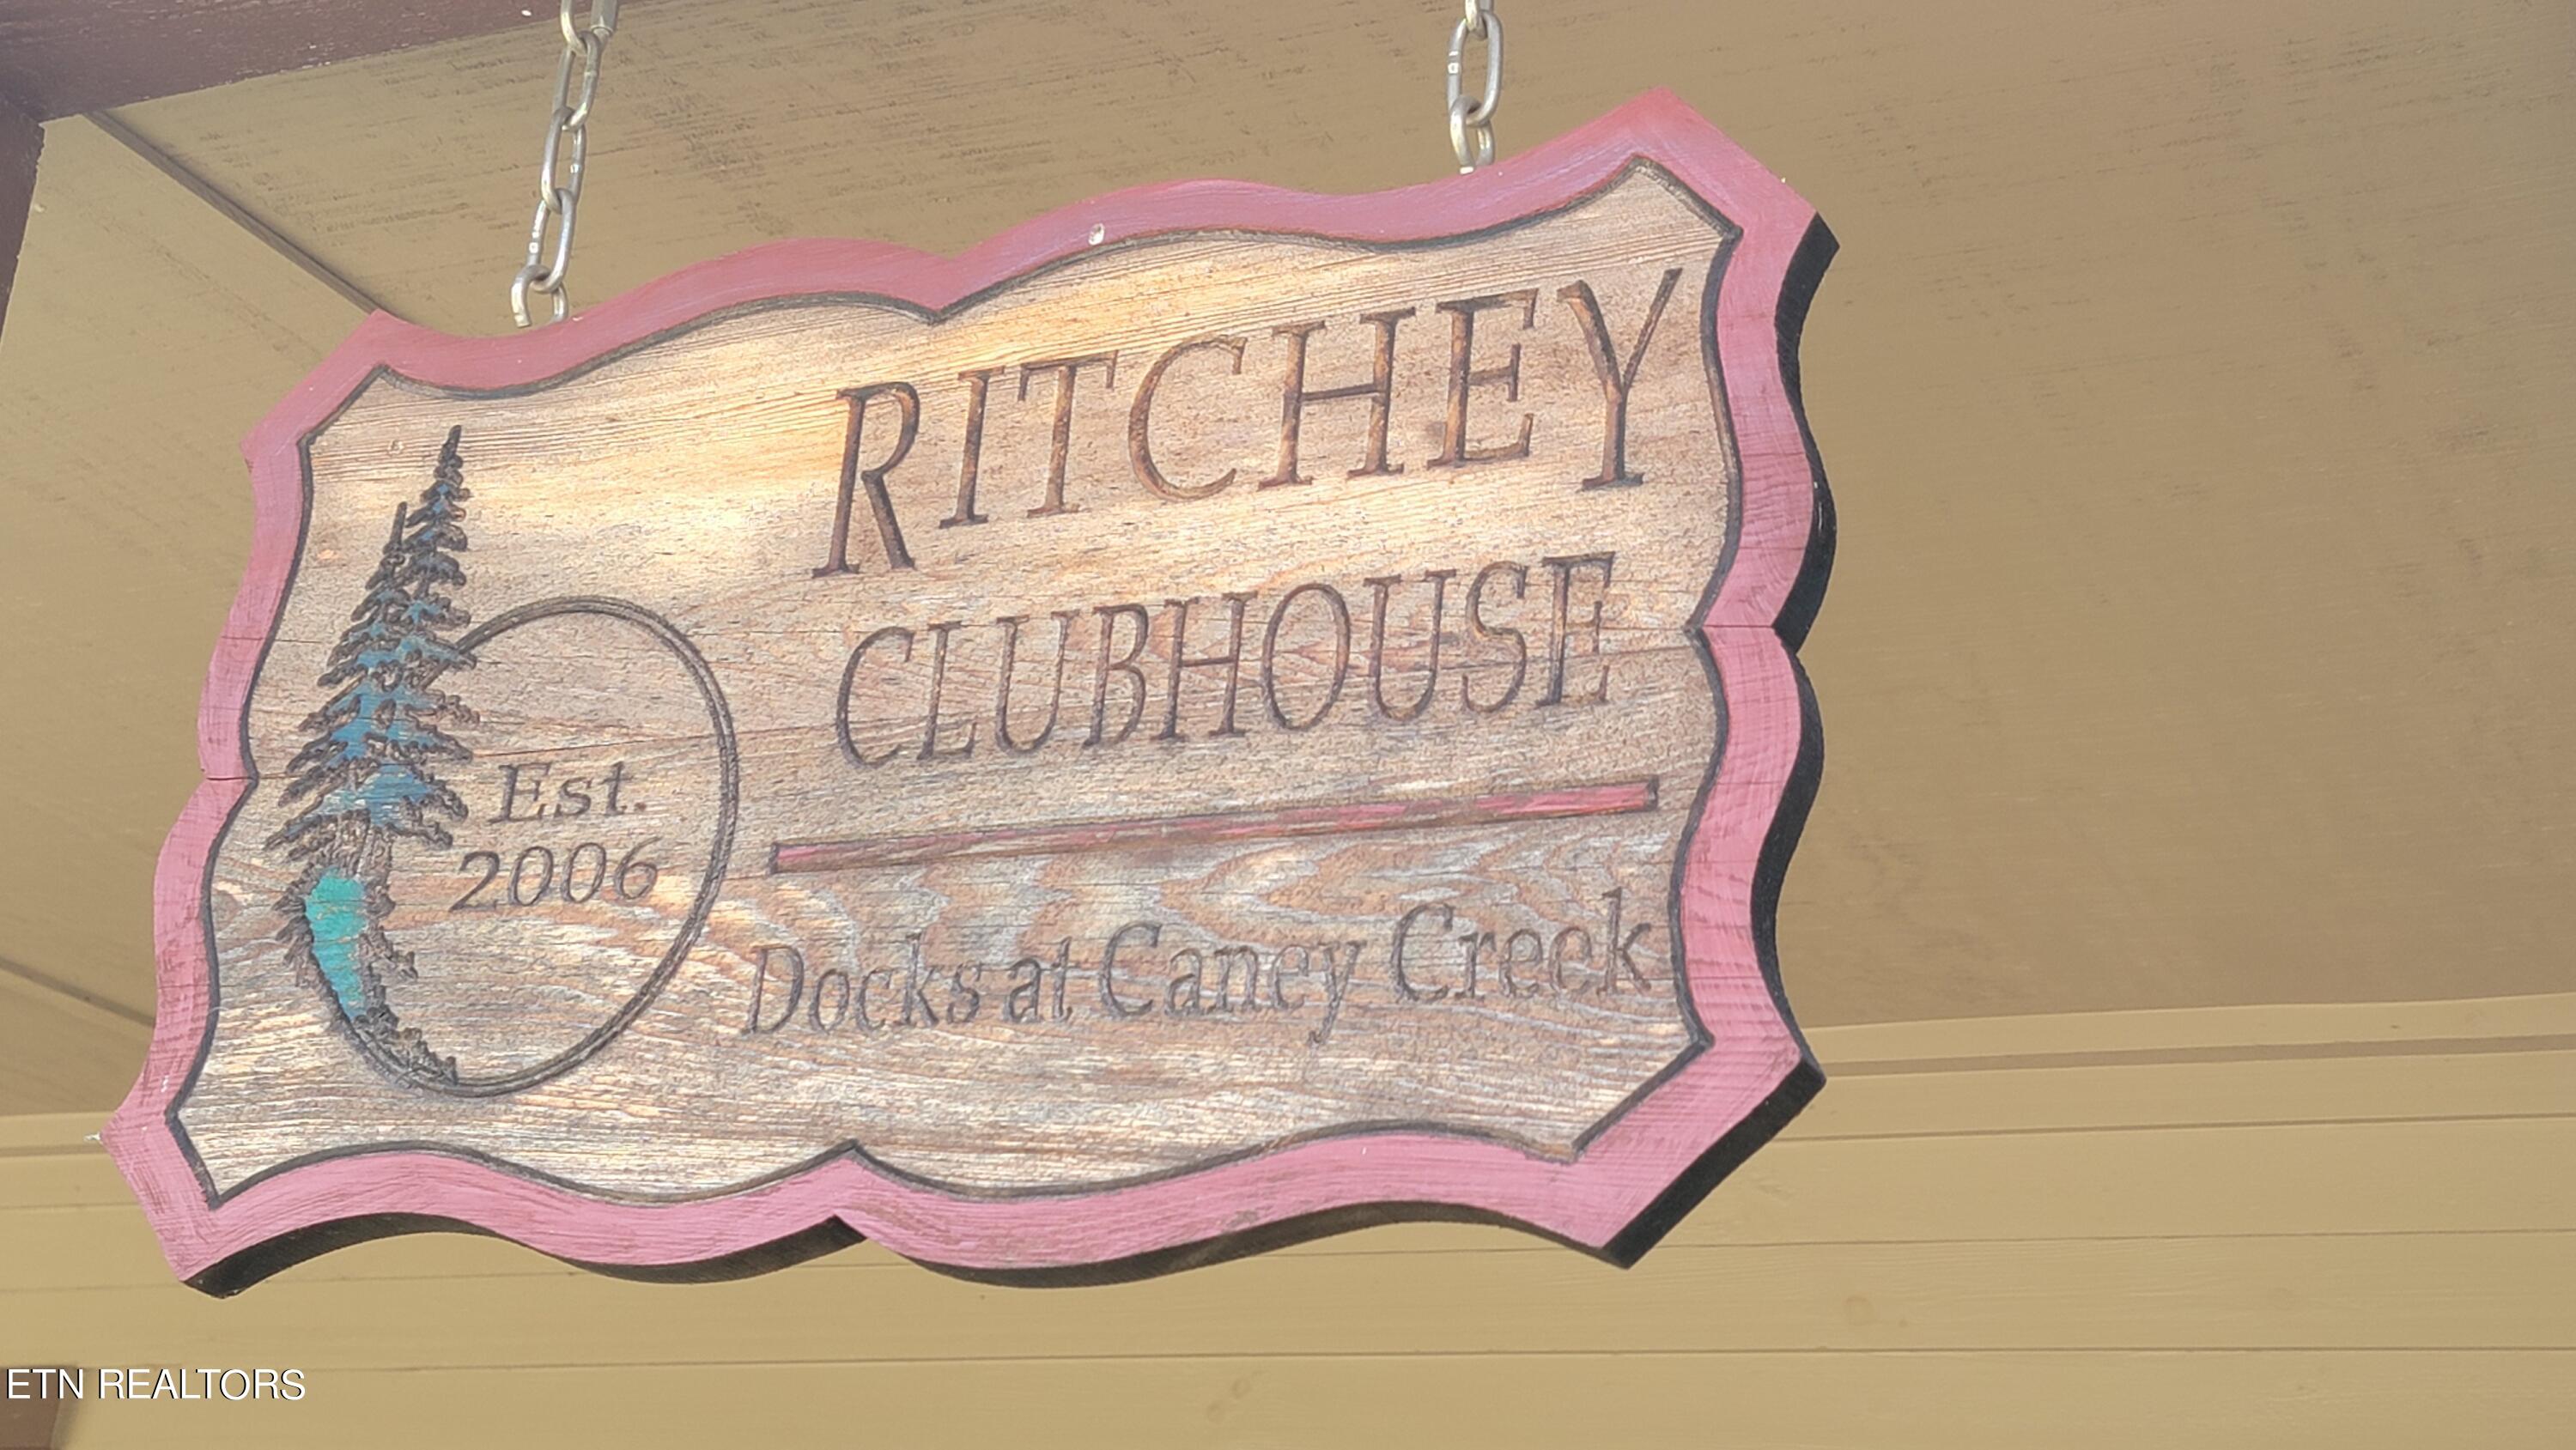 RITCHEY
CLUBHOUSE
Est.
2006
Docks at Caney Creek
ETN REALTORS